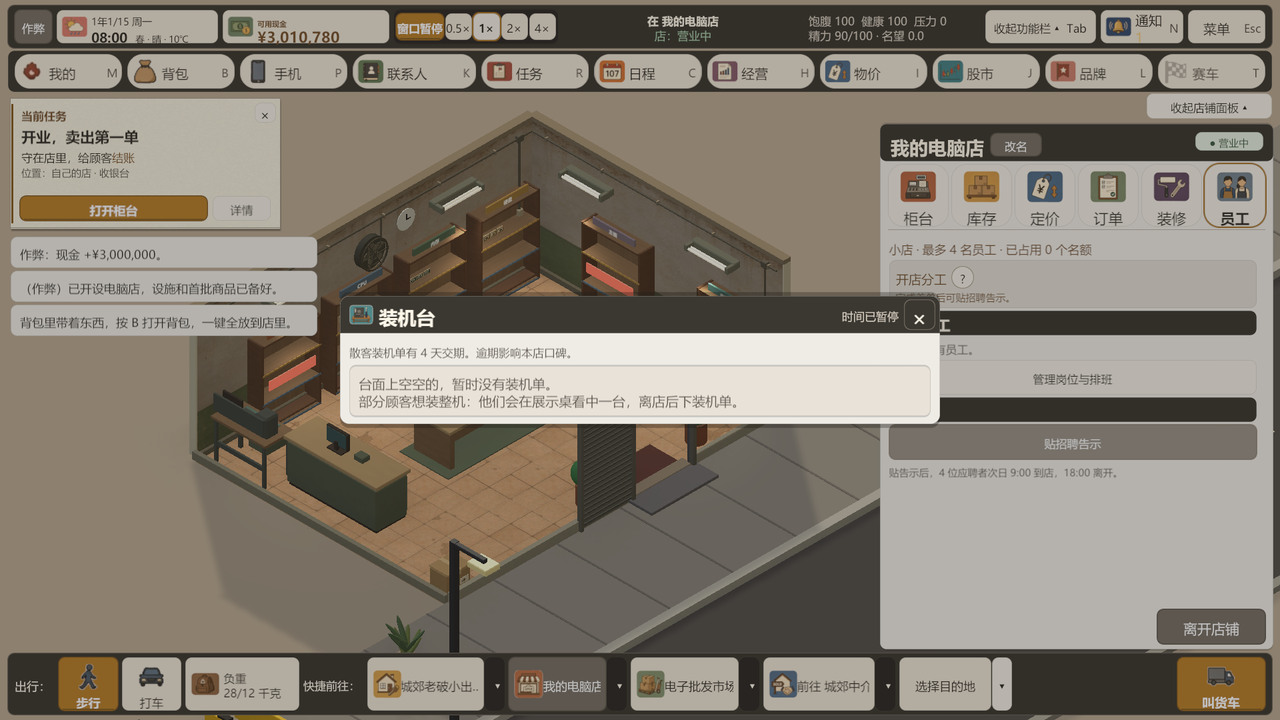 作弊
1年1/15 周一
08:00 春·晴·10℃
可用现金
¥3,010,780
窗口暂停 0.5× 1× 2× 4×
在 我的电脑店
店：营业中
饱腹 100 健康 100 压力 0
精力 90/100 · 名望 0.0
收起功能栏 ▴ Tab
通知 N
1
菜单 Esc
我的 M
背包 B
手机 P
联系人 K
任务 R
日程 C
经营 H
物价 I
股市 J
品牌 L
赛车 T
收起店铺面板 ▴
当前任务
×
开业，卖出第一单
守在店里，给顾客结账
位置：自己的店 · 收银台
打开柜台
详情
作弊：现金 +¥3,000,000。
（作弊）已开设电脑店，设施和首批商品已备好。
背包里带着东西，按 B 打开背包，一键全放到店里。
我的电脑店
改名
● 营业中
柜台
库存
定价
订单
装修
员工
小店 · 最多 4 名员工 · 已占用 0 个名额
开店分工 ?
后可贴招聘告示。
工
有员工。
管理岗位与排班
贴招聘告示
贴告示后，4 位应聘者次日 9:00 到店，18:00 离开。
离开店铺
装机台
时间已暂停
×
散客装机单有 4 天交期。逾期影响本店口碑。
台面上空空的，暂时没有装机单。
部分顾客想装整机：他们会在展示桌看中一台，离店后下装机单。
CPU
107
出行：
步行
打车
负重
28/12 千克
快捷前往：
城郊老破小出..
▾
我的电脑店
▾
电子批发市场
▾
前往 城郊中介
▾
选择目的地
▾
叫货车